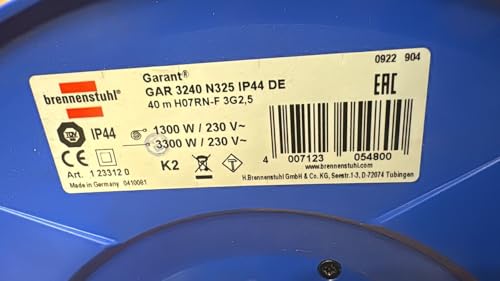 0922 904
Garant®
GAR 3240 N325 IP44 DE
40 m H07RN-F 3G2,5
brennenstuhl®
EAC
IP44
1300 W / 230 V~
3300 W / 230 V~
K2
4 007123 054800
Art. 1 23312 0
Made in Germany 0410081
H.Brennenstuhl GmbH & Co. KG, Seestr.1-3, D-72074 Tübingen
www.brennenstuhl.com